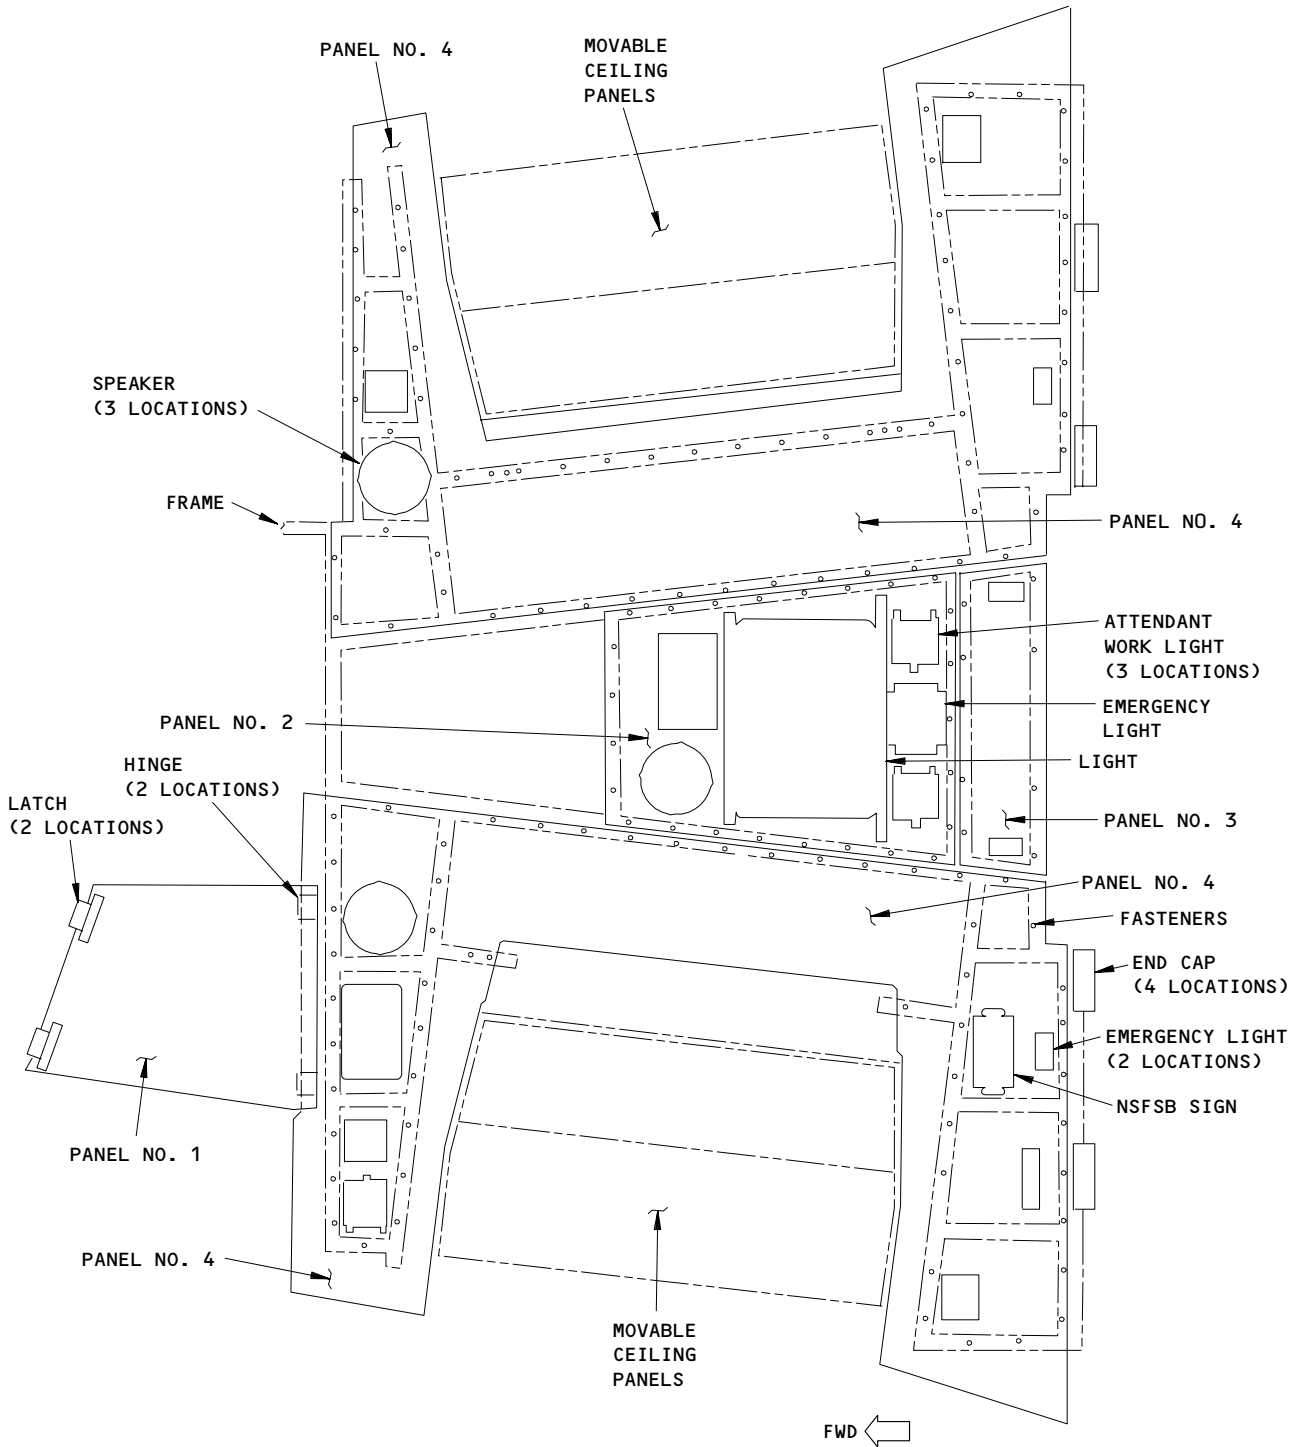 PANEL NO. 4
MOVABLE
CEILING
PANELS
SPEAKER
(3 LOCATIONS)
FRAME
PANEL NO. 4
ATTENDANT
WORK LIGHT
(3 LOCATIONS)
EMERGENCY
LIGHT
PANEL NO. 2
LIGHT
HINGE
(2 LOCATIONS)
LATCH
(2 LOCATIONS)
PANEL NO. 3
PANEL NO. 4
FASTENERS
END CAP
(4 LOCATIONS)
EMERGENCY LIGHT
(2 LOCATIONS)
NSFSB SIGN
PANEL NO. 1
PANEL NO. 4
MOVABLE
CEILING
PANELS
FWD